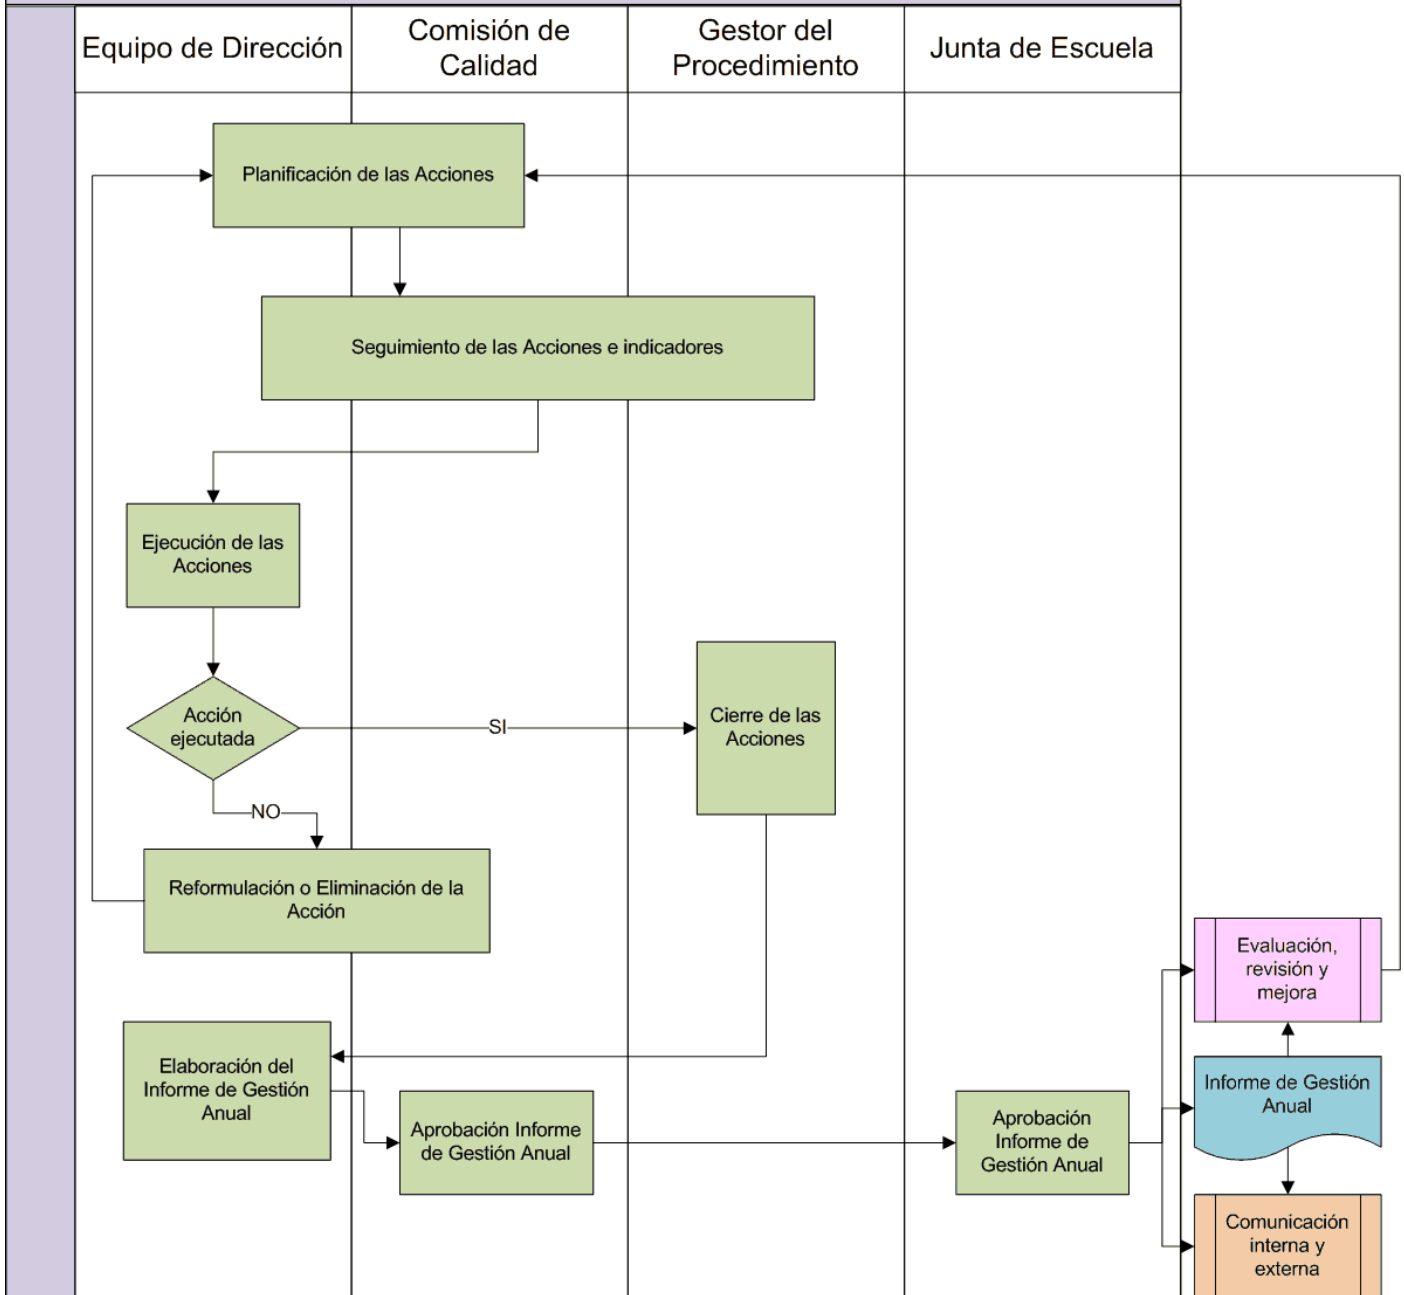 Equipo de Dirección
Comisión de
Calidad
Gestor del
Procedimiento
Junta de Escuela
Planificación de las Acciones
Seguimiento de las Acciones e indicadores
Ejecución de las
Acciones
Acción
ejecutada
SI
Cierre de las
Acciones
NO
Reformulación o Eliminación de la
Acción
Evaluación,
revisión y
mejora
Elaboración del
Informe de Gestión
Anual
Aprobación Informe
de Gestión Anual
Aprobación
Informe de
Gestión Anual
Informe de Gestión
Anual
Comunicación
interna y
externa